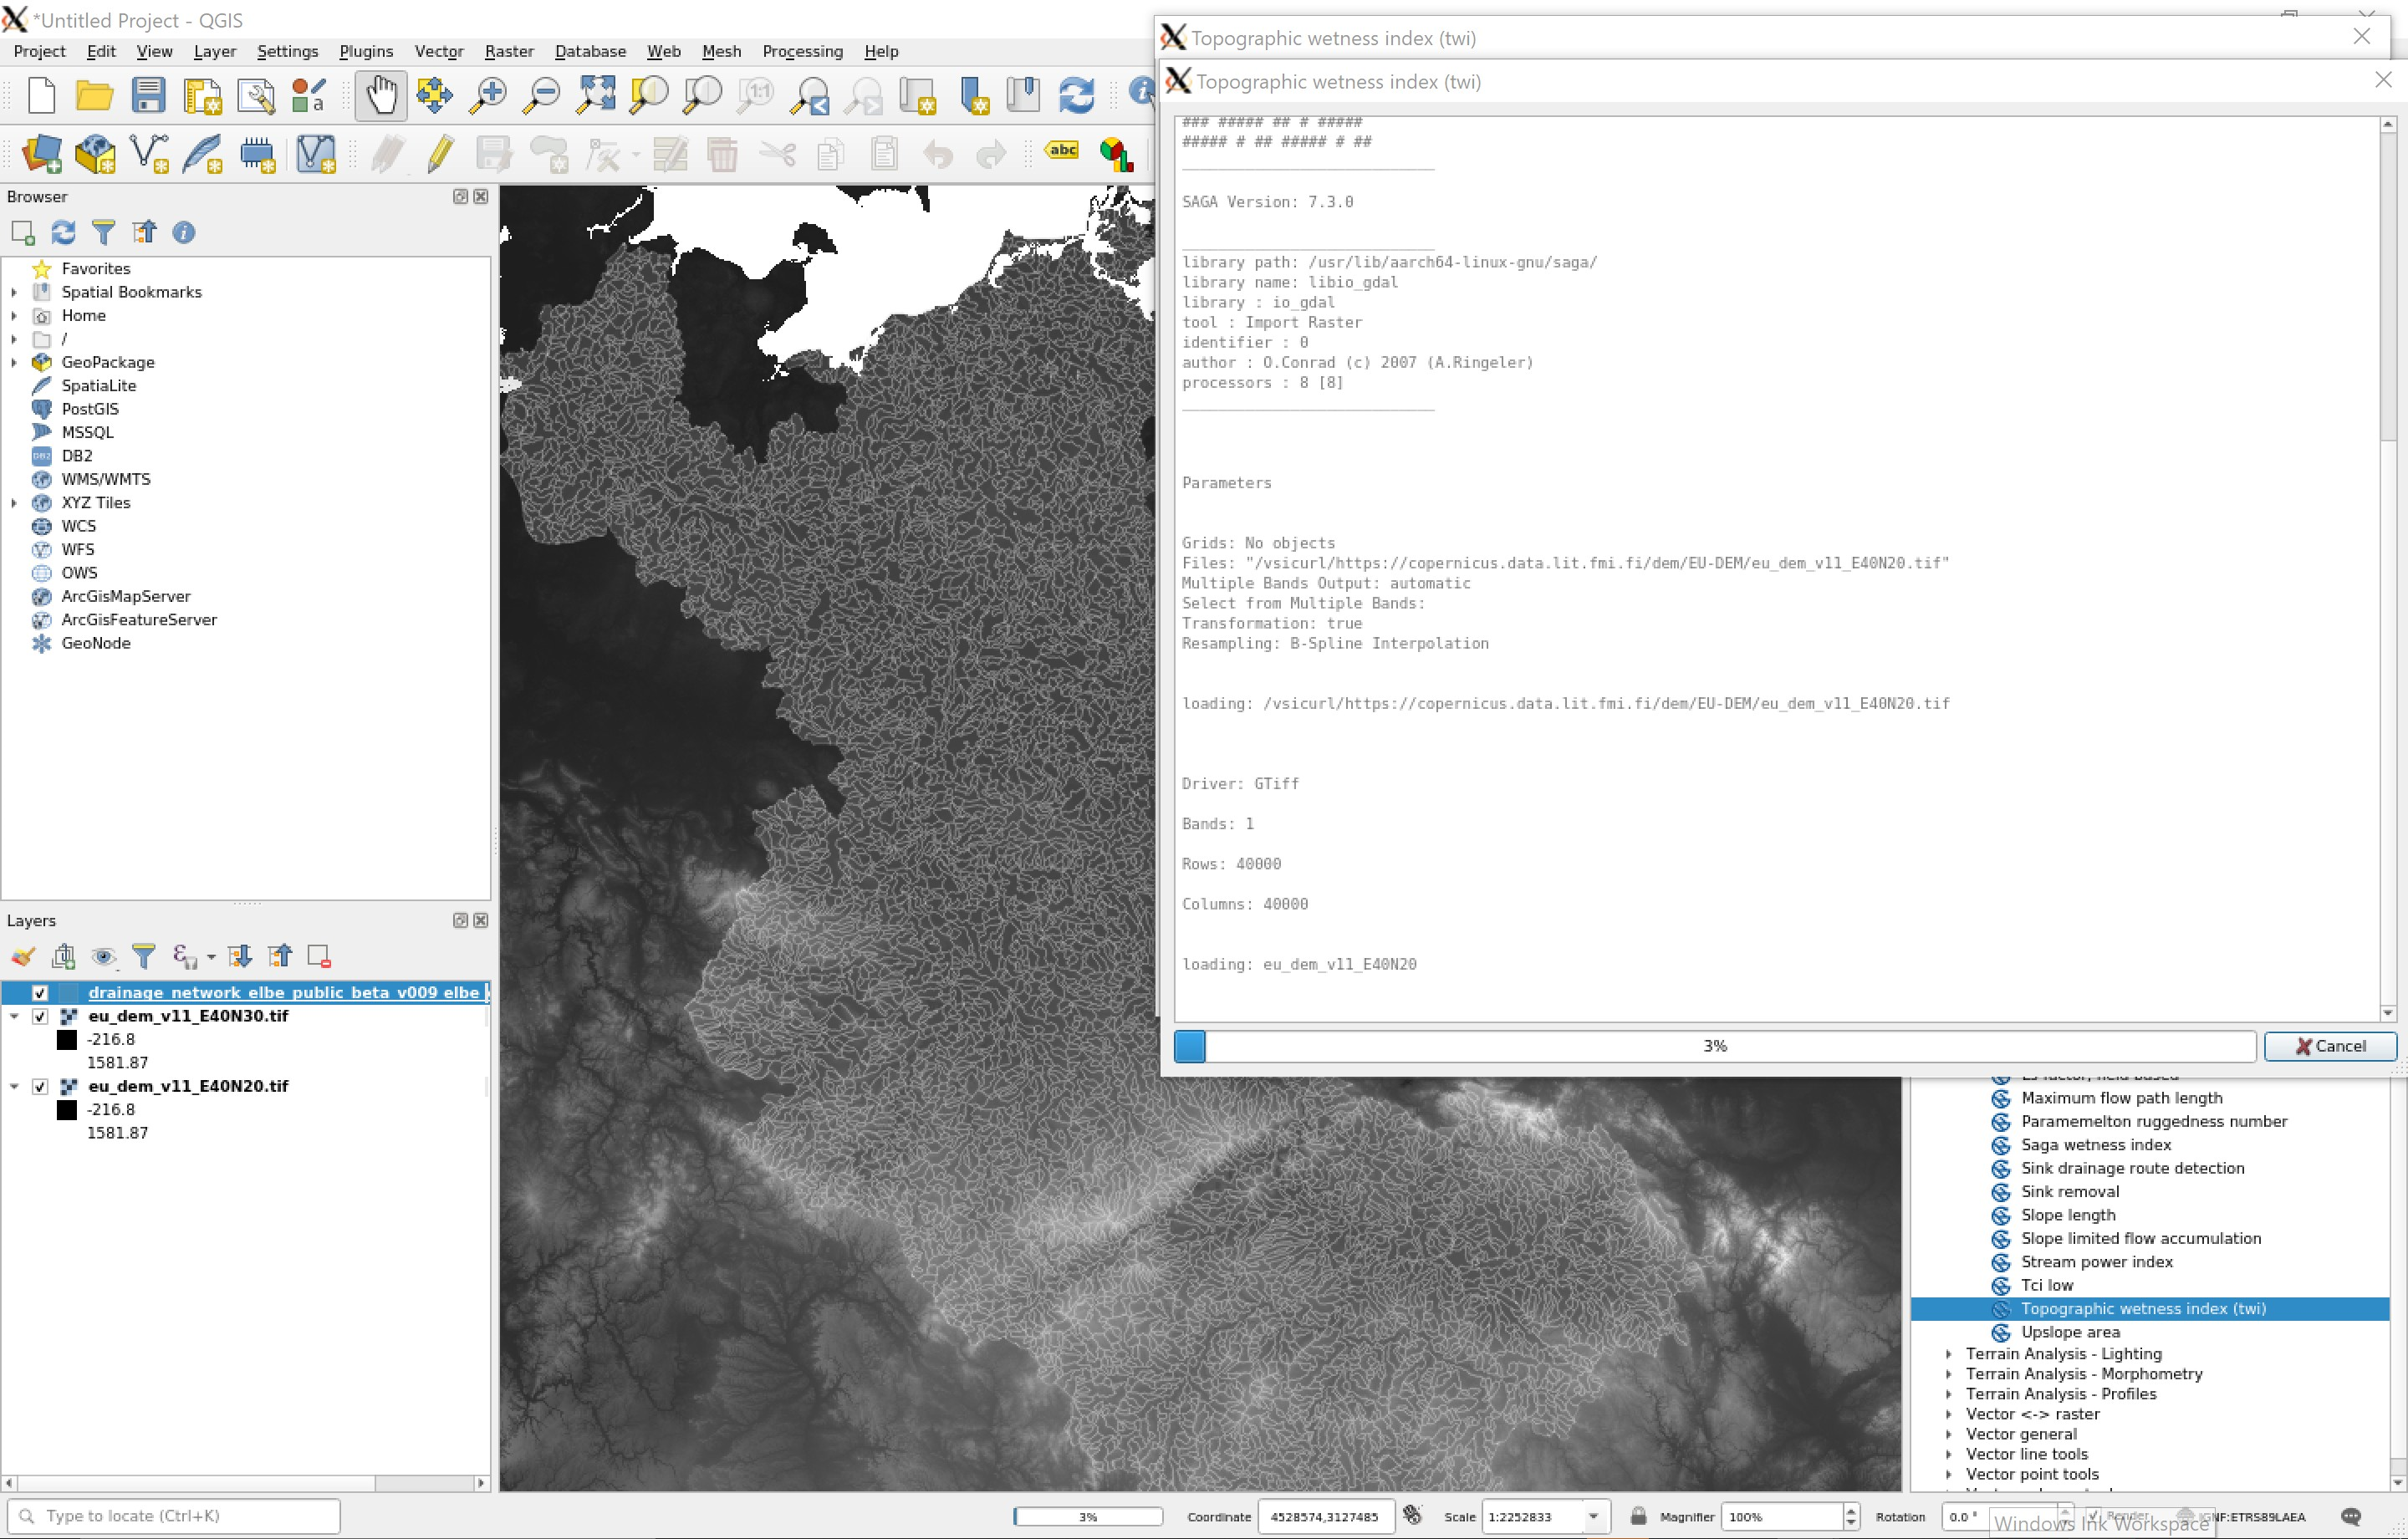 *Untitled Project - QGIS
Project Edit View Layer Settings Plugins Vector Raster Database Web Mesh Processing Help
1:1
abc
Browser
Favorites
Spatial Bookmarks
Home
/
GeoPackage
SpatiaLite
PostGIS
MSSQL
DB2
WMS/WMTS
XYZ Tiles
WCS
WFS
OWS
ArcGisMapServer
ArcGisFeatureServer
GeoNode
Layers
drainage_network_elbe_public_beta_v009 elbe
eu_dem_v11_E40N30.tif
-216.8
1581.87
eu_dem_v11_E40N20.tif
-216.8
1581.87
Topographic wetness index (twi)
Topographic wetness index (twi)
### ##### ## # #####
##### # ## ##### # ##
____________________________
SAGA Version: 7.3.0
____________________________
library path: /usr/lib/aarch64-linux-gnu/saga/
library name: libio_gdal
library : io_gdal
tool : Import Raster
identifier : 0
author : O.Conrad (c) 2007 (A.Ringeler)
processors : 8 [8]
____________________________
Parameters
Grids: No objects
Files: "/vsicurl/https://copernicus.data.lit.fmi.fi/dem/EU-DEM/eu_dem_v11_E40N20.tif"
Multiple Bands Output: automatic
Select from Multiple Bands:
Transformation: true
Resampling: B-Spline Interpolation
loading: /vsicurl/https://copernicus.data.lit.fmi.fi/dem/EU-DEM/eu_dem_v11_E40N20.tif
Driver: GTiff
Bands: 1
Rows: 40000
Columns: 40000
loading: eu_dem_v11_E40N20
3%
Cancel
Maximum flow path length
Paramemelton ruggedness number
Saga wetness index
Sink drainage route detection
Sink removal
Slope length
Slope limited flow accumulation
Stream power index
Tci low
Topographic wetness index (twi)
Upslope area
Terrain Analysis - Lighting
Terrain Analysis - Morphometry
Terrain Analysis - Profiles
Vector <-> raster
Vector general
Vector line tools
Vector point tools
Type to locate (Ctrl+K)
3%
Coordinate 4528574,3127485
Scale 1:2252833
Magnifier 100%
Rotation 0.0 °
Render
IGNF:ETRS89LAEA
Windows Ink Workspace